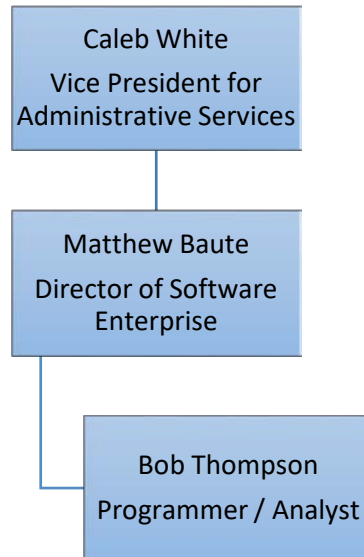 Caleb White
Vice President for
Administrative Services
Matthew Baute
Director of Software
Enterprise
Bob Thompson
Programmer / Analyst